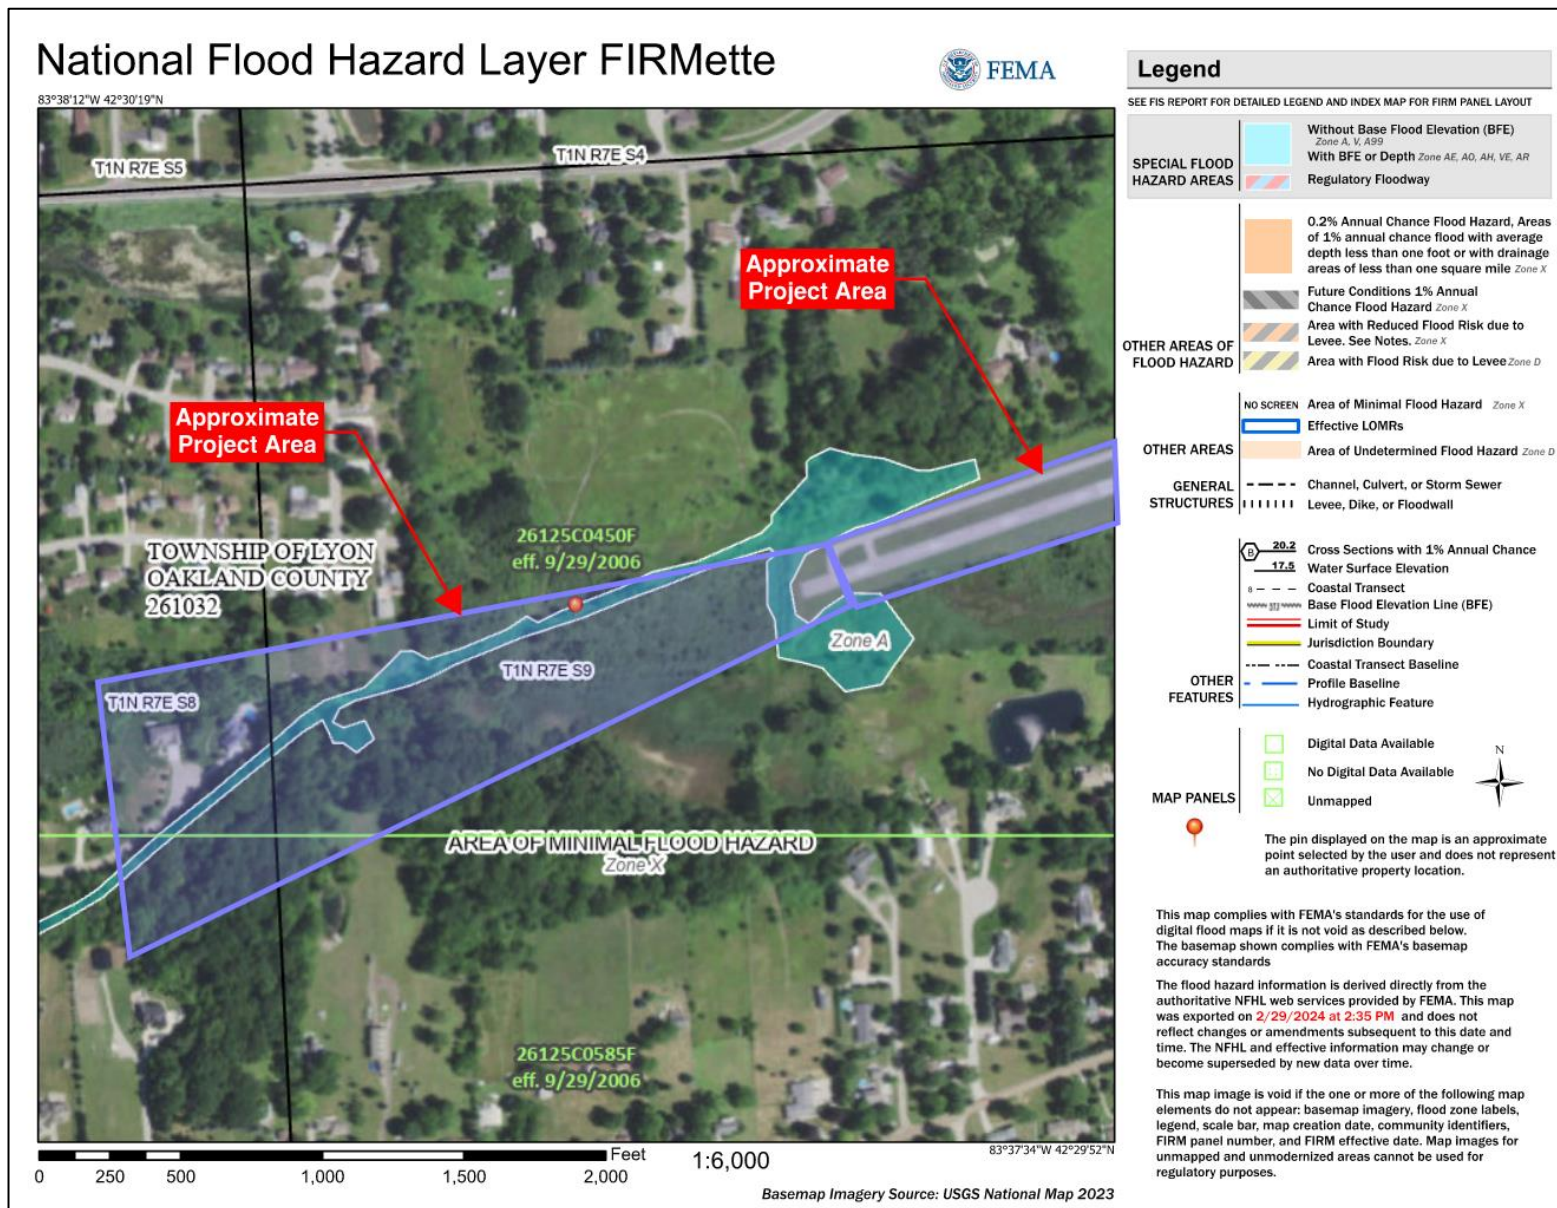 National Flood Hazard Layer FIRMette
FEMA
83°38'12"W 42°30'19"N
T1N R7E S5
T1N R7E S4
Approximate
Project Area
Approximate
Project Area
26125C0450F
eff. 9/29/2006
TOWNSHIP OF LYON
OAKLAND COUNTY
261032
Zone A
T1N R7E S9
T1N R7E S8
AREA OF MINIMAL FLOOD HAZARD
Zone X
26125C0585F
eff. 9/29/2006
Feet
0 250 500 1,000 1,500 2,000
1:6,000
83°37'34"W 42°29'52"N
Basemap Imagery Source: USGS National Map 2023
Legend
SEE FIS REPORT FOR DETAILED LEGEND AND INDEX MAP FOR FIRM PANEL LAYOUT
SPECIAL FLOOD
HAZARD AREAS
Without Base Flood Elevation (BFE)
Zone A, V, A99
With BFE or Depth Zone AE, AO, AH, VE, AR
Regulatory Floodway
OTHER AREAS OF
FLOOD HAZARD
0.2% Annual Chance Flood Hazard, Areas
of 1% annual chance flood with average
depth less than one foot or with drainage
areas of less than one square mile Zone X
Future Conditions 1% Annual
Chance Flood Hazard Zone X
Area with Reduced Flood Risk due to
Levee. See Notes. Zone X
Area with Flood Risk due to Levee Zone D
OTHER AREAS
NO SCREEN Area of Minimal Flood Hazard Zone X
Effective LOMRs
Area of Undetermined Flood Hazard Zone D
GENERAL
STRUCTURES
Channel, Culvert, or Storm Sewer
Levee, Dike, or Floodwall
OTHER
FEATURES
B 20.2 Cross Sections with 1% Annual Chance
17.5 Water Surface Elevation
8 Coastal Transect
513 Base Flood Elevation Line (BFE)
Limit of Study
Jurisdiction Boundary
Coastal Transect Baseline
Profile Baseline
Hydrographic Feature
MAP PANELS
Digital Data Available
No Digital Data Available
Unmapped
N
The pin displayed on the map is an approximate
point selected by the user and does not represent
an authoritative property location.
This map complies with FEMA's standards for the use of
digital flood maps if it is not void as described below.
The basemap shown complies with FEMA's basemap
accuracy standards
The flood hazard information is derived directly from the
authoritative NFHL web services provided by FEMA. This map
was exported on 2/29/2024 at 2:35 PM and does not
reflect changes or amendments subsequent to this date and
time. The NFHL and effective information may change or
become superseded by new data over time.
This map image is void if the one or more of the following map
elements do not appear: basemap imagery, flood zone labels,
legend, scale bar, map creation date, community identifiers,
FIRM panel number, and FIRM effective date. Map images for
unmapped and unmodernized areas cannot be used for
regulatory purposes.